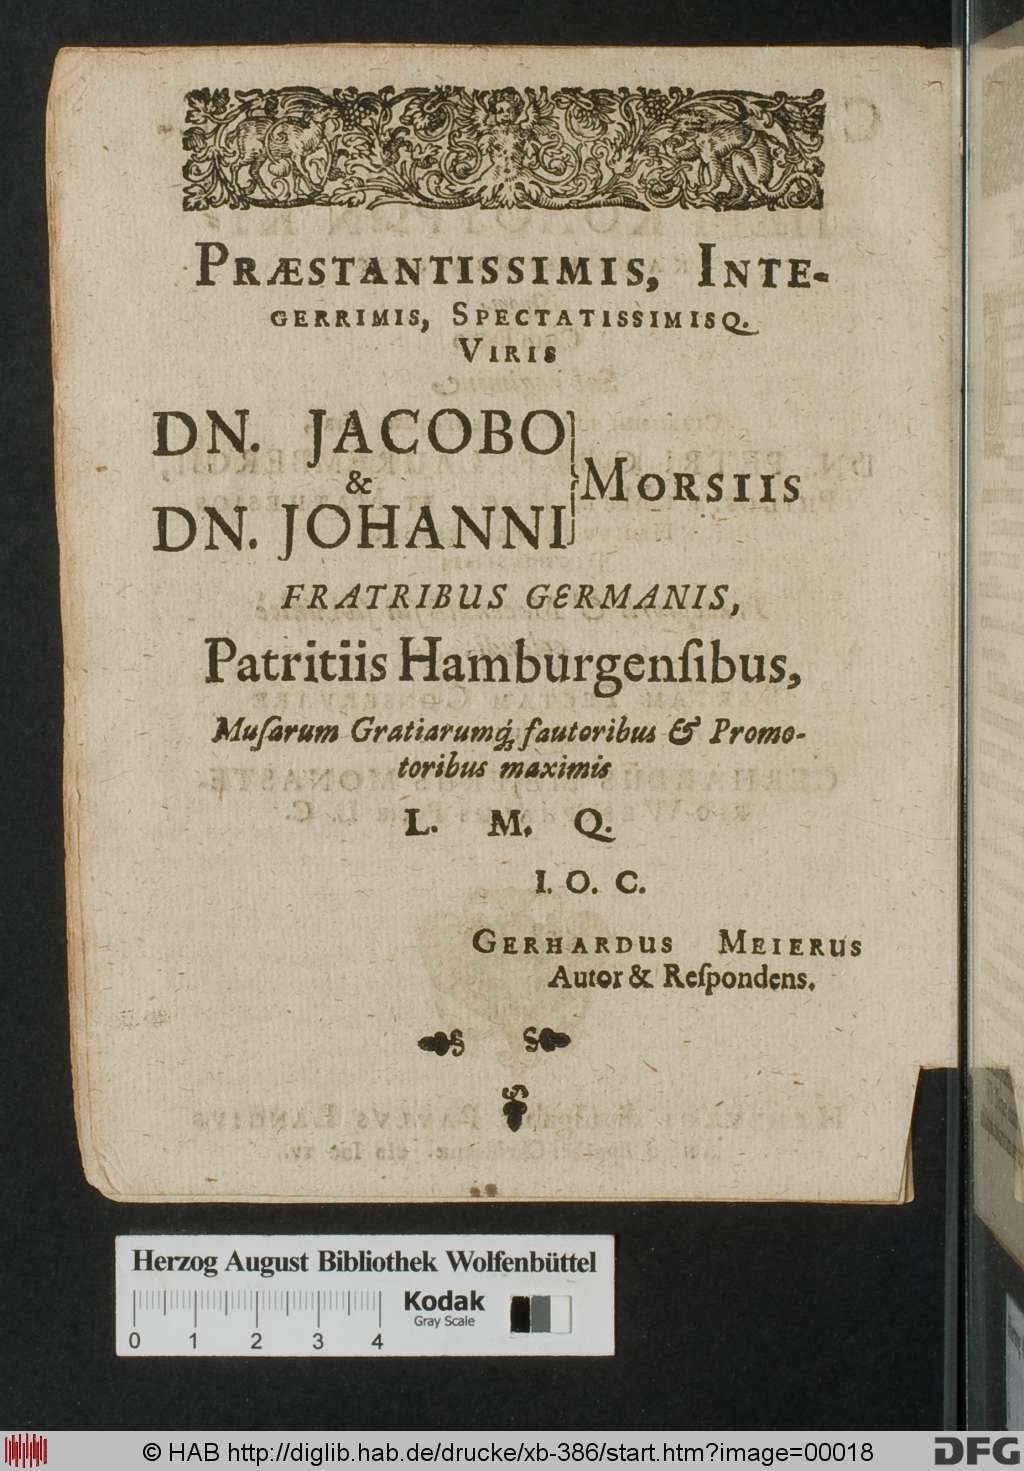 PRÆSTANTISSIMIS, INTE-
GERRIMIS, SPECTATISSIMISQ.
VIRIS
DN. JACOBO
&
DN. JOHANNI
} MORSIIS
FRATRIBUS GERMANIS,
Patritiis Hamburgenſibus,
Muſarum Gratiarumq́; fautoribus & Promo-
toribus maximis
L. M. Q.
I. O. C.
GERHARDUS MEIERUS
Autor & Reſpondens.
Herzog August Bibliothek Wolfenbüttel
Kodak
Gray Scale
0 1 2 3 4
© HAB http://diglib.hab.de/drucke/xb-386/start.htm?image=00018
DFG